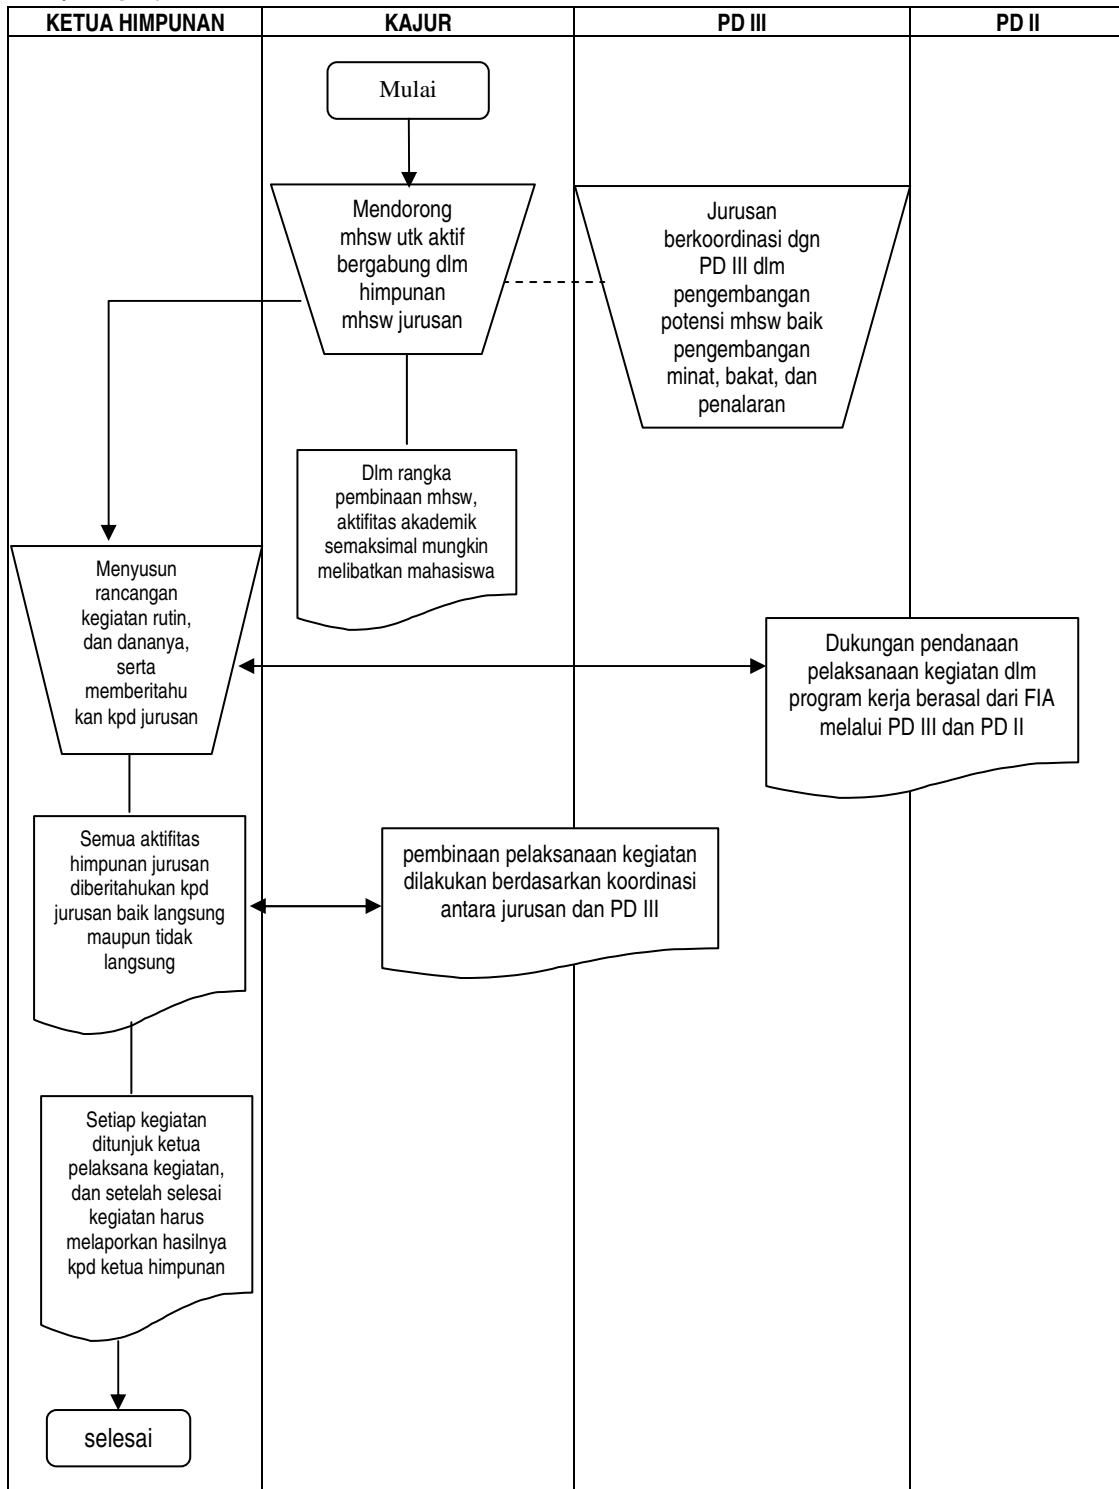 KETUA HIMPUNAN
KAJUR
PD III
PD II
Mulai
Mendorong
mhsw utk aktif
bergabung dlm
himpunan
mhsw jurusan
Jurusan
berkoordinasi dgn
PD III dlm
pengembangan
potensi mhsw baik
pengembangan
minat, bakat, dan
penalaran
Dlm rangka
pembinaan mhsw,
aktifitas akademik
semaksimal mungkin
melibatkan mahasiswa
Menyusun
rancangan
kegiatan rutin,
dan dananya,
serta
memberitahu
kan kpd jurusan
Dukungan pendanaan
pelaksanaan kegiatan dlm
program kerja berasal dari FIA
melalui PD III dan PD II
Semua aktifitas
himpunan jurusan
diberitahukan kpd
jurusan baik langsung
maupun tidak
langsung
pembinaan pelaksanaan kegiatan
dilakukan berdasarkan koordinasi
antara jurusan dan PD III
Setiap kegiatan
ditunjuk ketua
pelaksana kegiatan,
dan setelah selesai
kegiatan harus
melaporkan hasilnya
kpd ketua himpunan
selesai